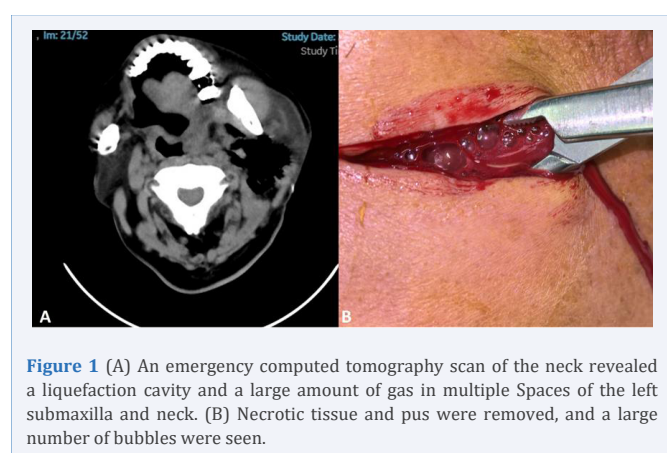 , Im: 21/52
Study Date:
Study Ti
A
B
Figure 1 (A) An emergency computed tomography scan of the neck revealed
a liquefaction cavity and a large amount of gas in multiple Spaces of the left
submaxilla and neck. (B) Necrotic tissue and pus were removed, and a large
number of bubbles were seen.